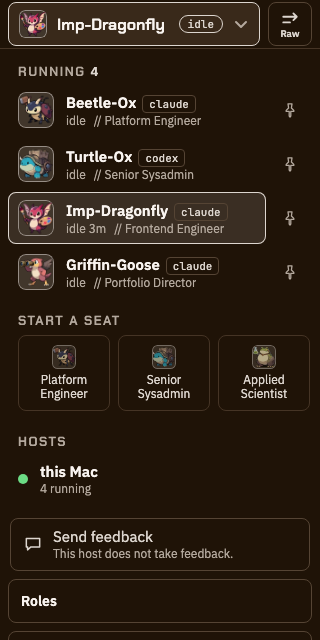 Imp-Dragonfly idle
Raw
RUNNING 4
Beetle-Ox claude
idle // Platform Engineer
Turtle-Ox codex
idle // Senior Sysadmin
Imp-Dragonfly claude
idle 3m // Frontend Engineer
Griffin-Goose claude
idle // Portfolio Director
START A SEAT
Platform Engineer
Senior Sysadmin
Applied Scientist
HOSTS
this Mac
4 running
Send feedback
This host does not take feedback.
Roles